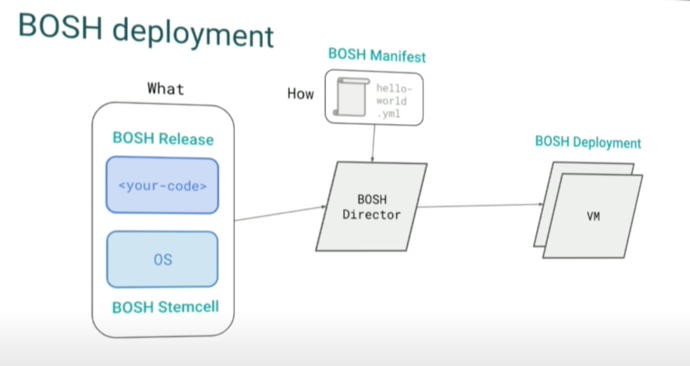 BOSH deployment
BOSH Manifest
What
How
hello-
world
.yml
BOSH Release
<your-code>
OS
BOSH Stemcell
BOSH
Director
BOSH Deployment
VM